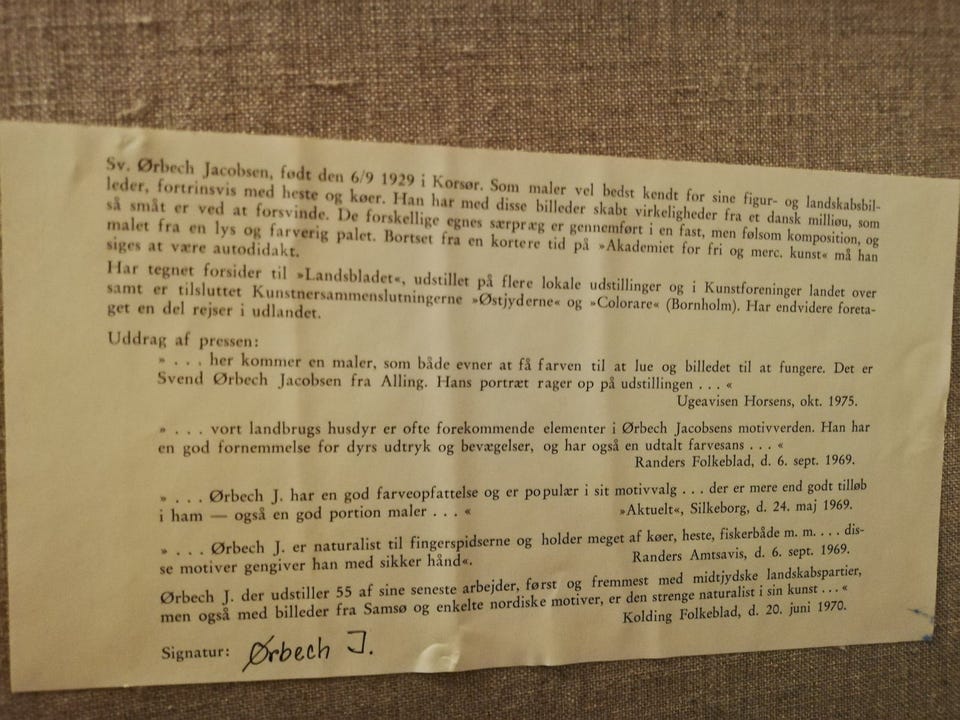 Sv. Ørbech Jacobsen, født den 6/9 1929 i Korsør. Som maler vel bedst kendt for sine figur- og landskabsbil-
leder, fortrinsvis med heste og køer. Han har med disse billeder skabt virkeligheder fra et dansk milliøu, som
så småt er ved at forsvinde. De forskellige egnes særpræg er gennemført i en fast, men følsom komposition, og
malet fra en lys og farverig palet. Bortset fra en kortere tid på »Akademiet for fri og merc. kunst« må han
siges at være autodidakt.
Har tegnet forsider til »Landsbladet«, udstillet på flere lokale udstillinger og i Kunstforeninger landet over
samt er tilsluttet Kunstnersammenslutningerne »Østjyderne« og »Colorare« (Bornholm). Har endvidere foreta-
get en del rejser i udlandet.
Uddrag af pressen:
» . . . her kommer en maler, som både evner at få farven til at lue og billedet til at fungere. Det er
Svend Ørbech Jacobsen fra Alling. Hans portræt rager op på udstillingen . . . «
Ugeavisen Horsens, okt. 1975.
» . . . vort landbrugs husdyr er ofte forekommende elementer i Ørbech Jacobsens motivverden. Han har
en god fornemmelse for dyrs udtryk og bevægelser, og har også en udtalt farvesans . . . «
Randers Folkeblad, d. 6. sept. 1969.
» . . . Ørbech J. har en god farveopfattelse og er populær i sit motivvalg . . . der er mere end godt tilløb
i ham — også en god portion maler . . . «
»Aktuelt«, Silkeborg, d. 24. maj 1969.
» . . . Ørbech J. er naturalist til fingerspidserne og holder meget af køer, heste, fiskerbåde m. m. . . . dis-
se motiver gengiver han med sikker hånd«.
Randers Amtsavis, d. 6. sept. 1969.
Ørbech J. der udstiller 55 af sine seneste arbejder, først og fremmest med midtjydske landskabspartier,
men også med billeder fra Samsø og enkelte nordiske motiver, er den strenge naturalist i sin kunst . . . «
Kolding Folkeblad, d. 20. juni 1970.
Signatur: Ørbech J.